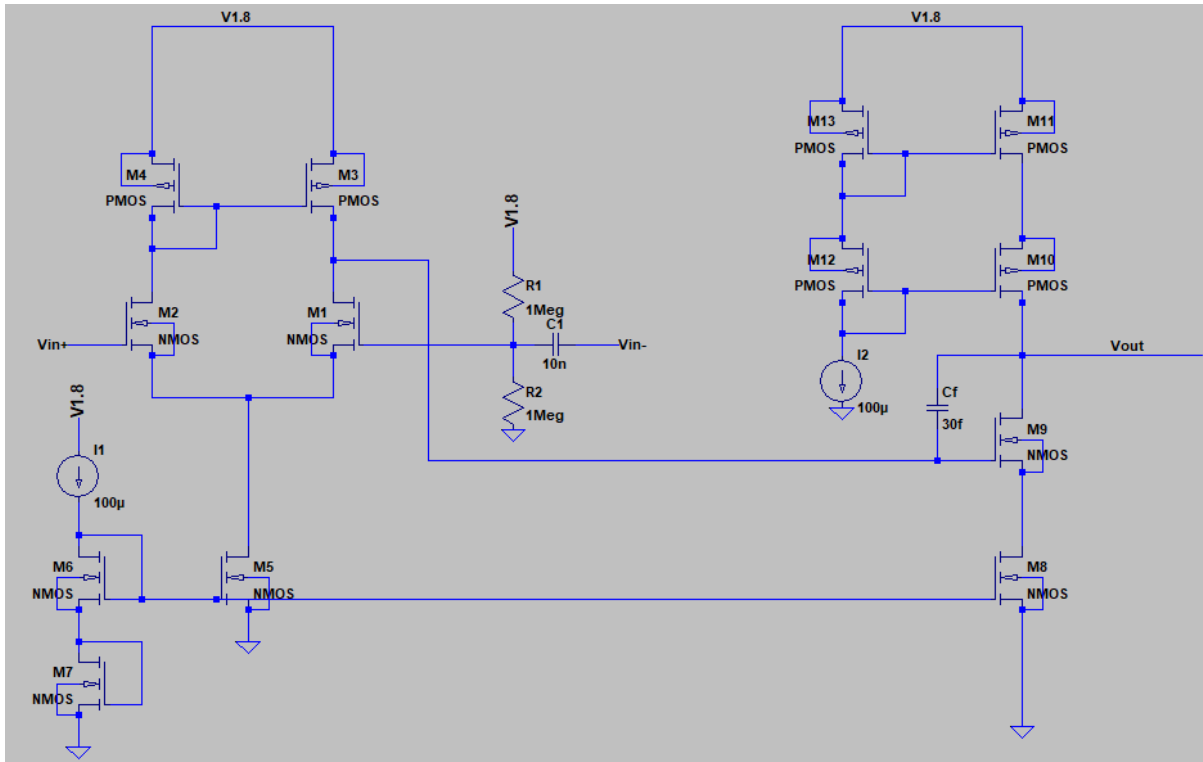 V1.8
V1.8
M4
PMOS
M3
PMOS
M13
PMOS
M11
PMOS
V1.8
R1
1Meg
M12
PMOS
M10
PMOS
M2
NMOS
M1
NMOS
Vin+
C1
10n
Vin-
R2
1Meg
I2
100µ
Vout
Cf
30f
M9
NMOS
V1.8
I1
100µ
M6
NMOS
M5
NMOS
M8
NMOS
M7
NMOS